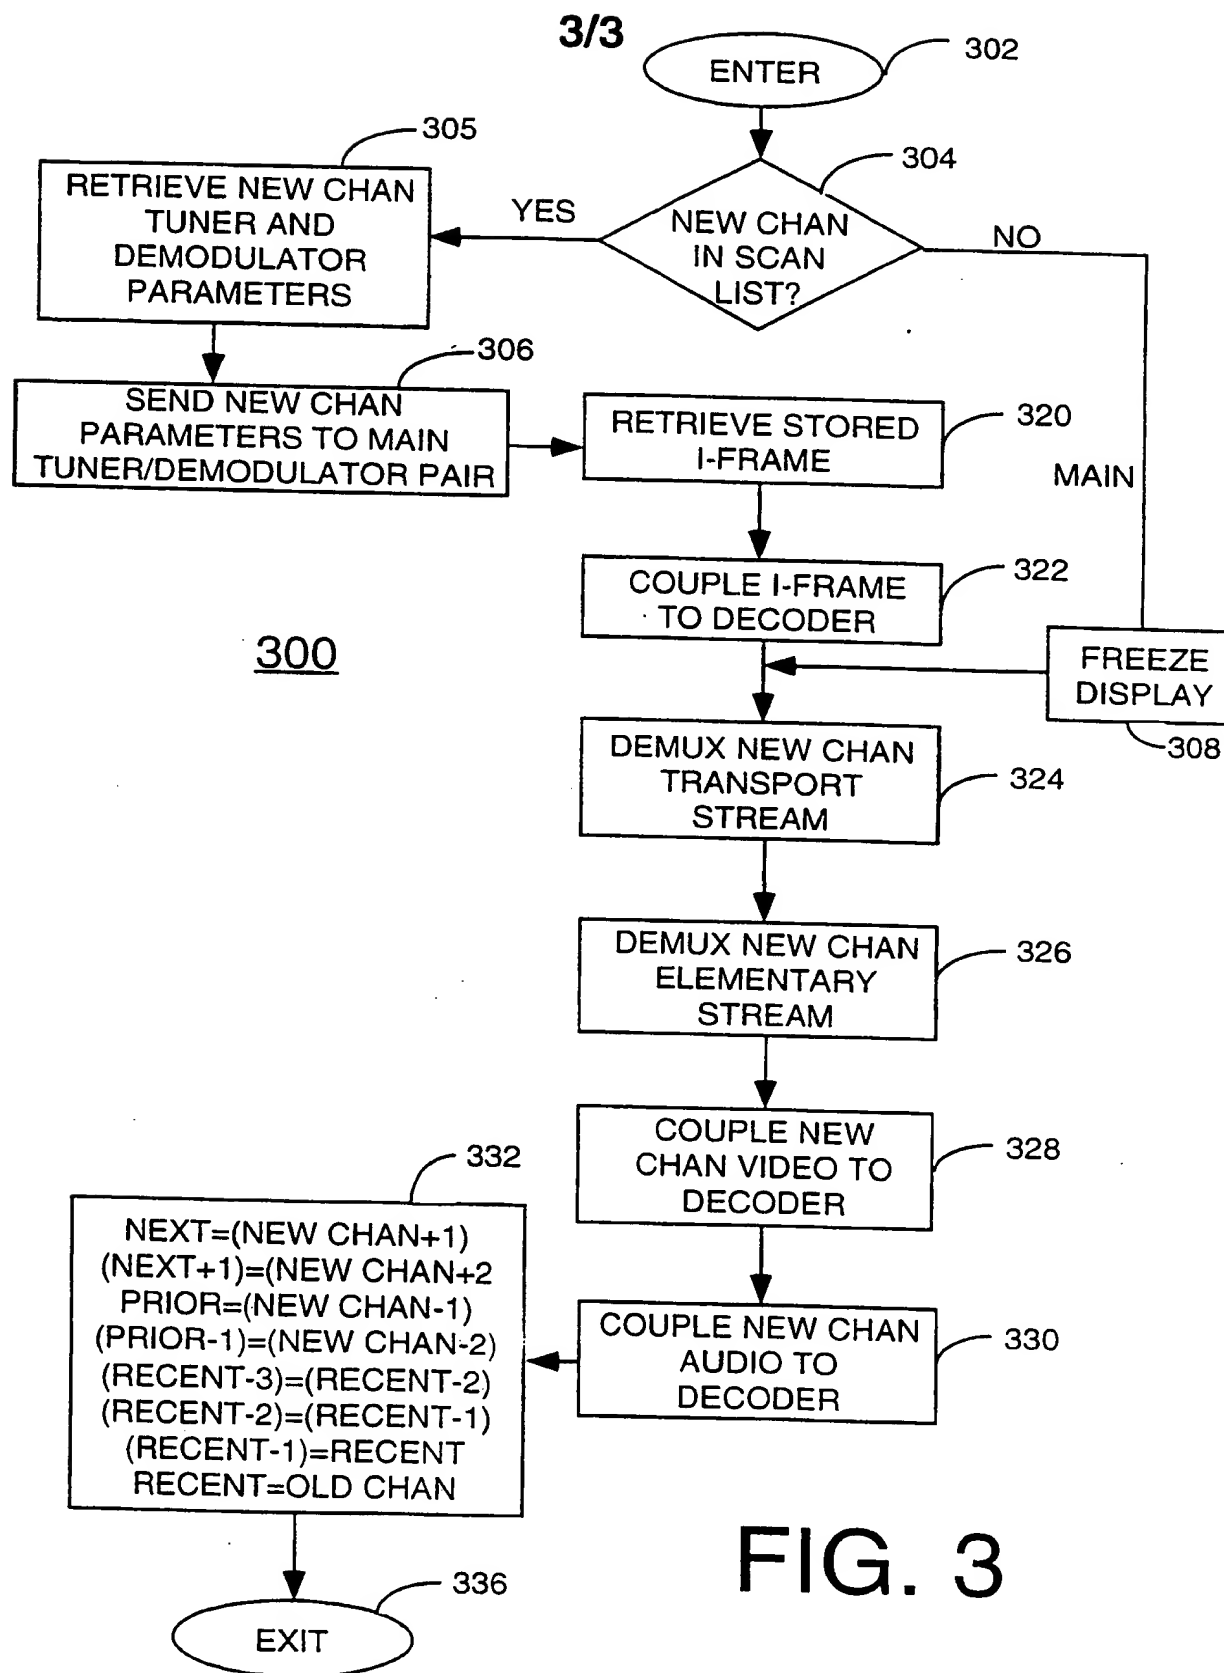 3/3
ENTER
302
304
NEW CHAN
IN SCAN
LIST?
YES
NO
305
RETRIEVE NEW CHAN
TUNER AND
DEMODULATOR
PARAMETERS
306
SEND NEW CHAN
PARAMETERS TO MAIN
TUNER/DEMODULATOR PAIR
RETRIEVE STORED
I-FRAME
320
MAIN
COUPLE I-FRAME
TO DECODER
322
300
FREEZE
DISPLAY
308
DEMUX NEW CHAN
TRANSPORT
STREAM
324
DEMUX NEW CHAN
ELEMENTARY
STREAM
326
COUPLE NEW
CHAN VIDEO TO
DECODER
328
COUPLE NEW CHAN
AUDIO TO
DECODER
330
332
NEXT=(NEW CHAN+1)
(NEXT+1)=(NEW CHAN+2
PRIOR=(NEW CHAN-1)
(PRIOR-1)=(NEW CHAN-2)
(RECENT-3)=(RECENT-2)
(RECENT-2)=(RECENT-1)
(RECENT-1)=RECENT
RECENT=OLD CHAN
336
EXIT
FIG. 3